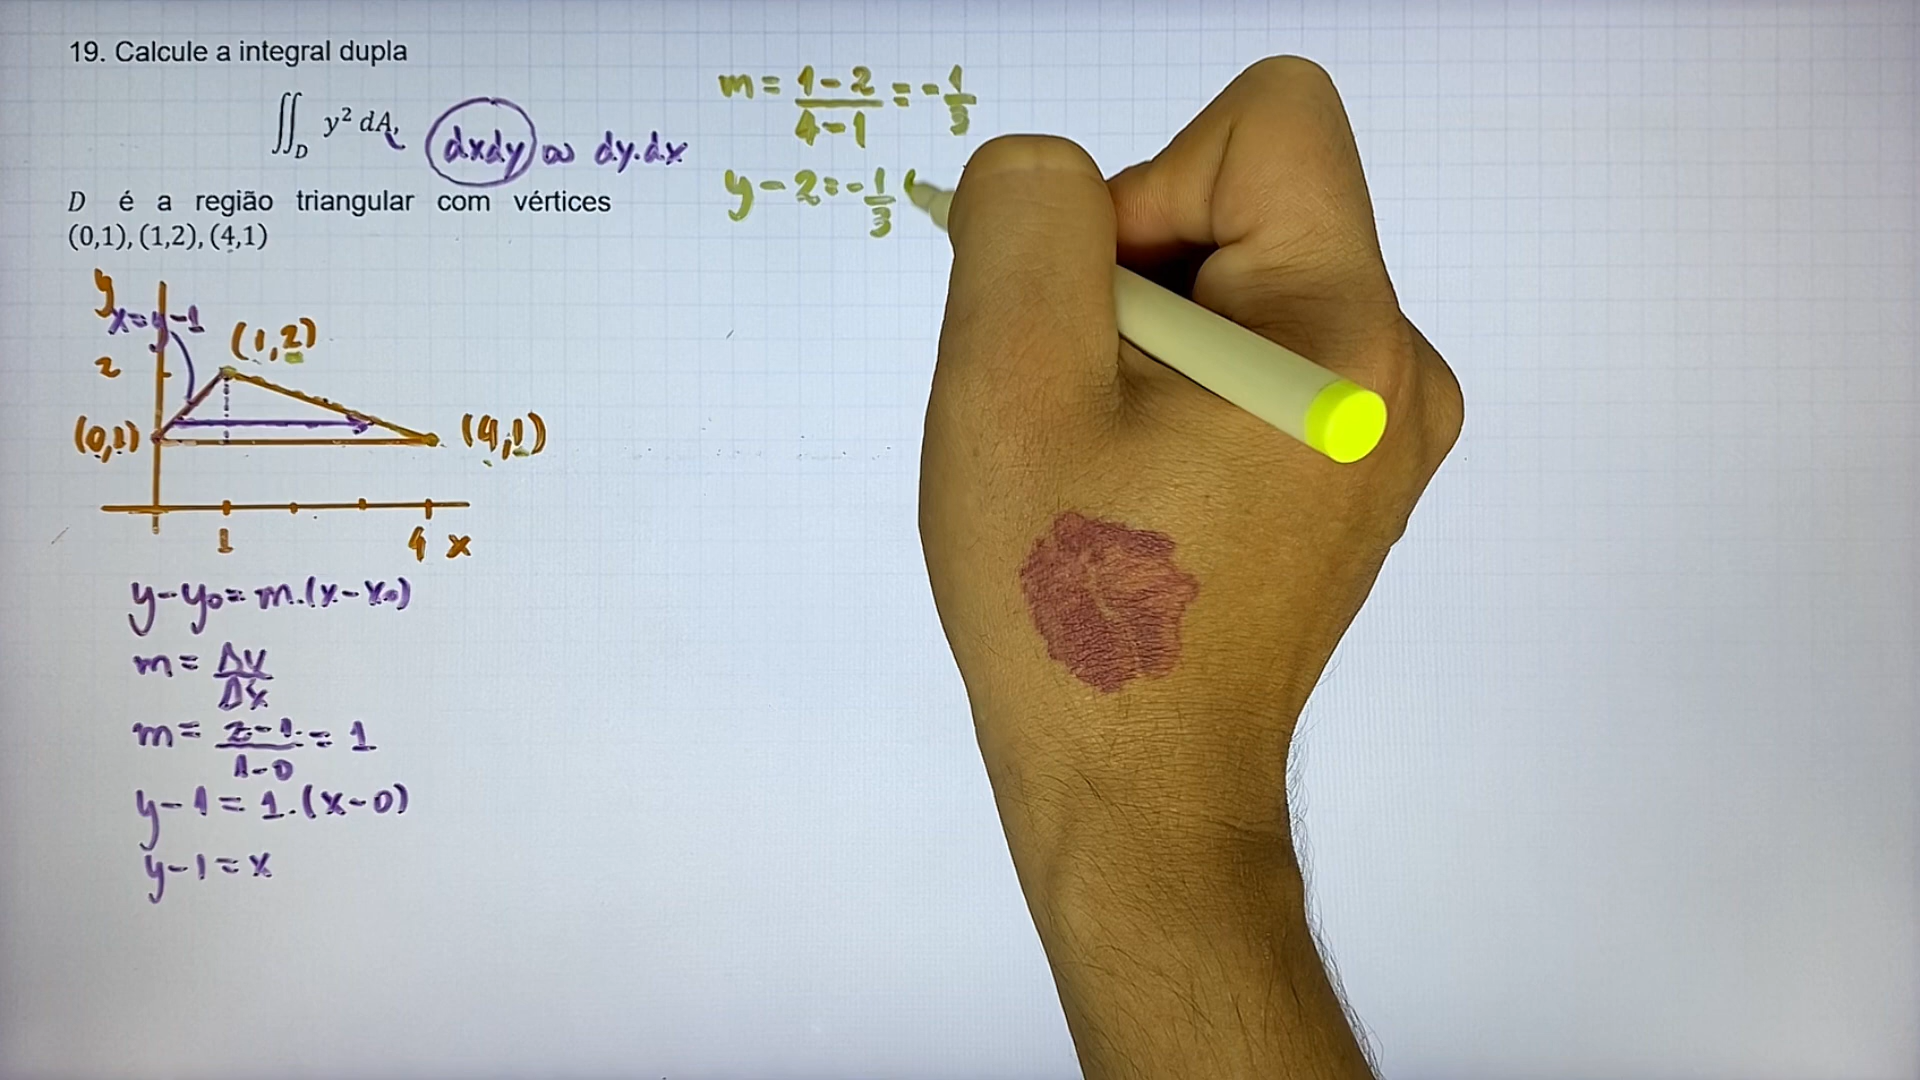 19. Calcule a integral dupla
∬_D y² dA,
dxdy ou dy.dx
D é a região triangular com vértices
(0,1), (1,2), (4,1)
y
x=y-1
(1,2)
2
(0,1)
(4,1)
1
4 x
y-y₀=m.(x-x₀)
m = Δy/Δx
m = 2-1/1-0 = 1
y-1 = 1.(x-0)
y-1 = x
m = 1-2/4-1 = -1/3
y-2=-1/3 (